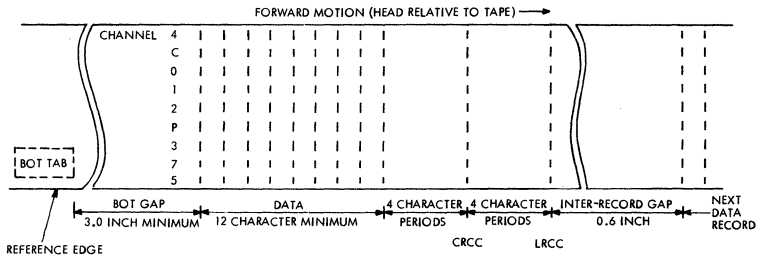 FORWARD MOTION (HEAD RELATIVE TO TAPE)
CHANNEL 4
C
0
1
2
P
3
7
5
BOT TAB
BOT GAP
3.0 INCH MINIMUM
DATA
12 CHARACTER MINIMUM
4 CHARACTER
PERIODS
4 CHARACTER
PERIODS
INTER-RECORD GAP
0.6 INCH
NEXT
DATA
RECORD
CRCC
LRCC
REFERENCE EDGE